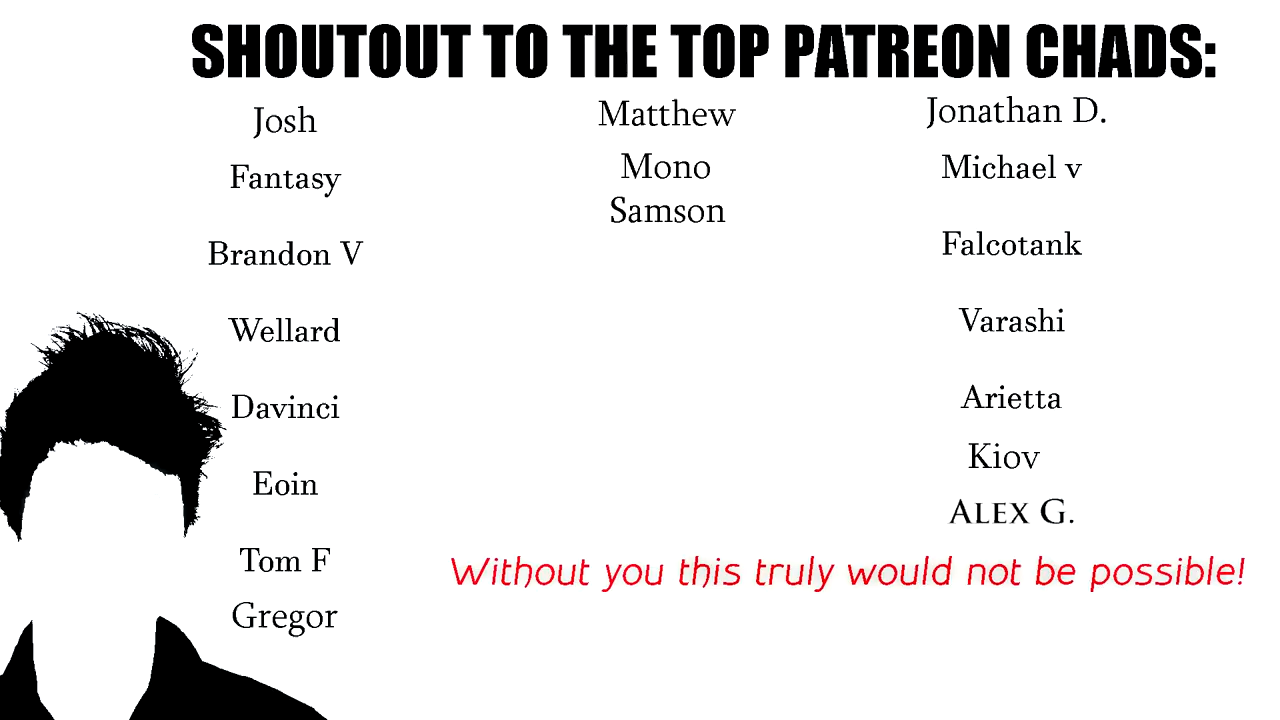 SHOUTOUT TO THE TOP PATREON CHADS:
Josh
Fantasy
Brandon V
Wellard
Davinci
Eoin
Tom F
Gregor
Matthew
Mono
Samson
Jonathan D.
Michael v
Falcotank
Varashi
Arietta
Kiov
ALEX G.
Without you this truly would not be possible!